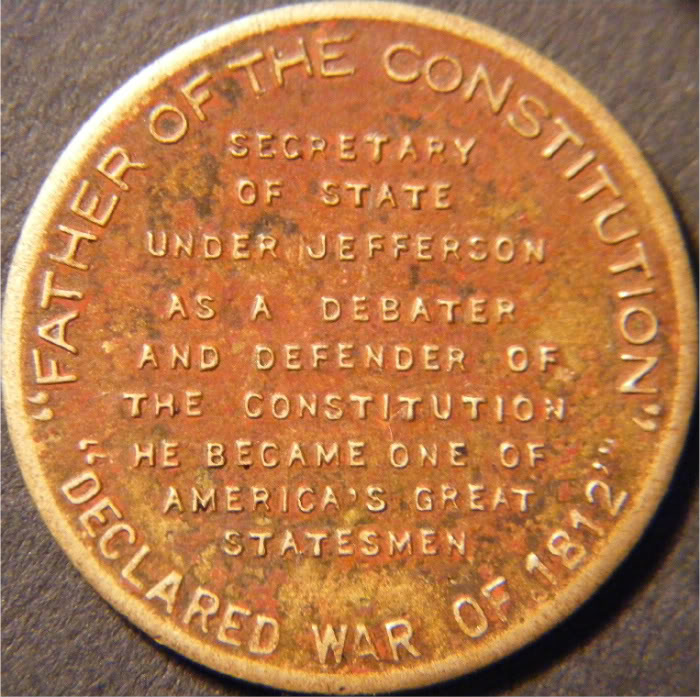 "FATHER OF THE CONSTITUTION"
SECRETARY
OF STATE
UNDER JEFFERSON
AS A DEBATER
AND DEFENDER OF
THE CONSTITUTION
HE BECAME ONE OF
AMERICA'S GREAT
STATESMEN
"DECLARED WAR OF 1812"